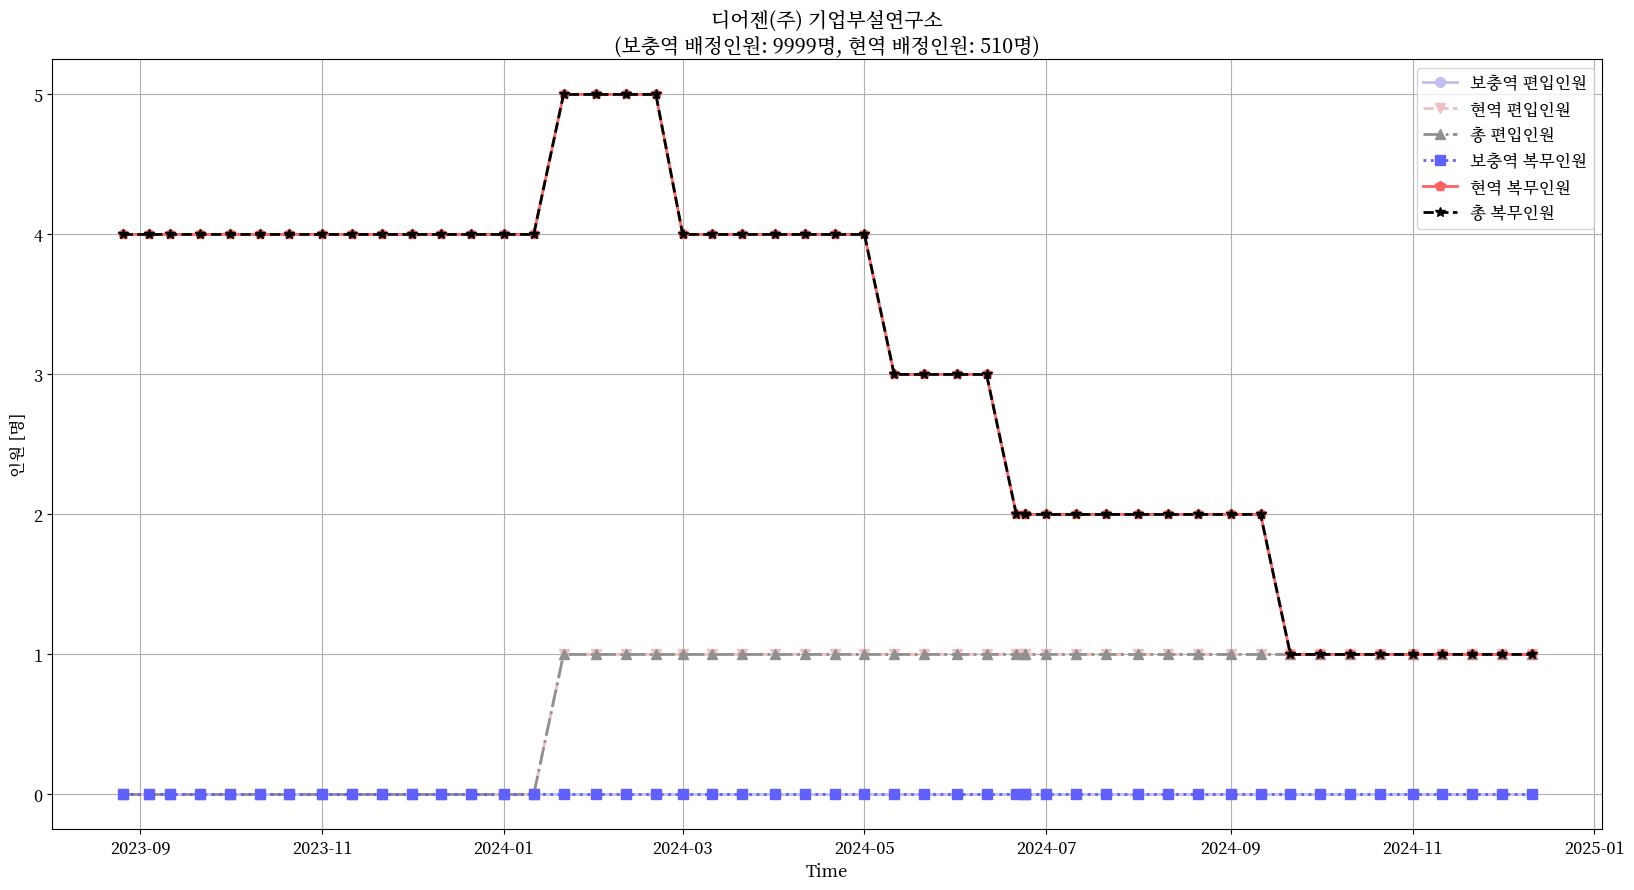 디어젠(주) 기업부설연구소
(보충역 배정인원: 9999명, 현역 배정인원: 510명)
보충역 편입인원
현역 편입인원
총 편입인원
보충역 복무인원
현역 복무인원
총 복무인원
인원 [명]
5
4
3
2
1
0
2023-09
2023-11
2024-01
2024-03
2024-05
2024-07
2024-09
2024-11
2025-01
Time